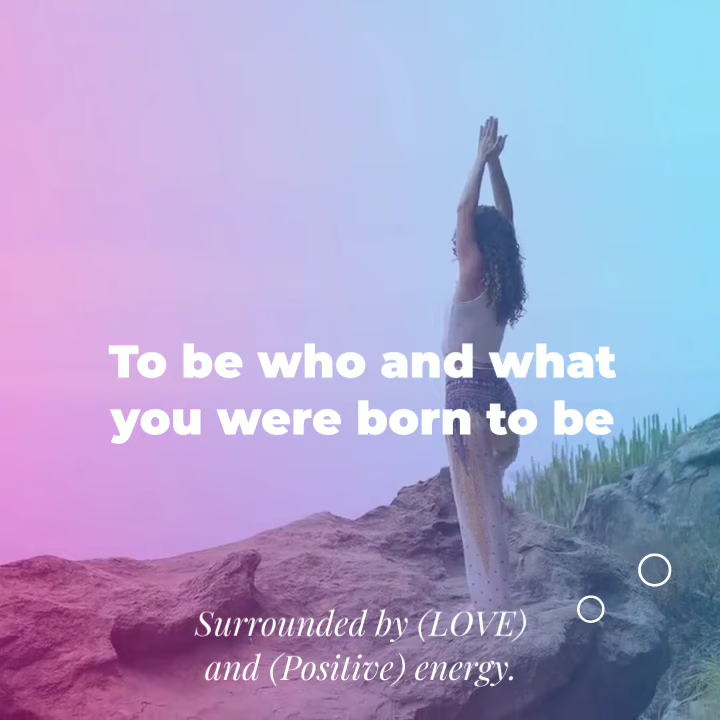 To be who and what
you were born to be
Surrounded by (LOVE)
and (Positive) energy.